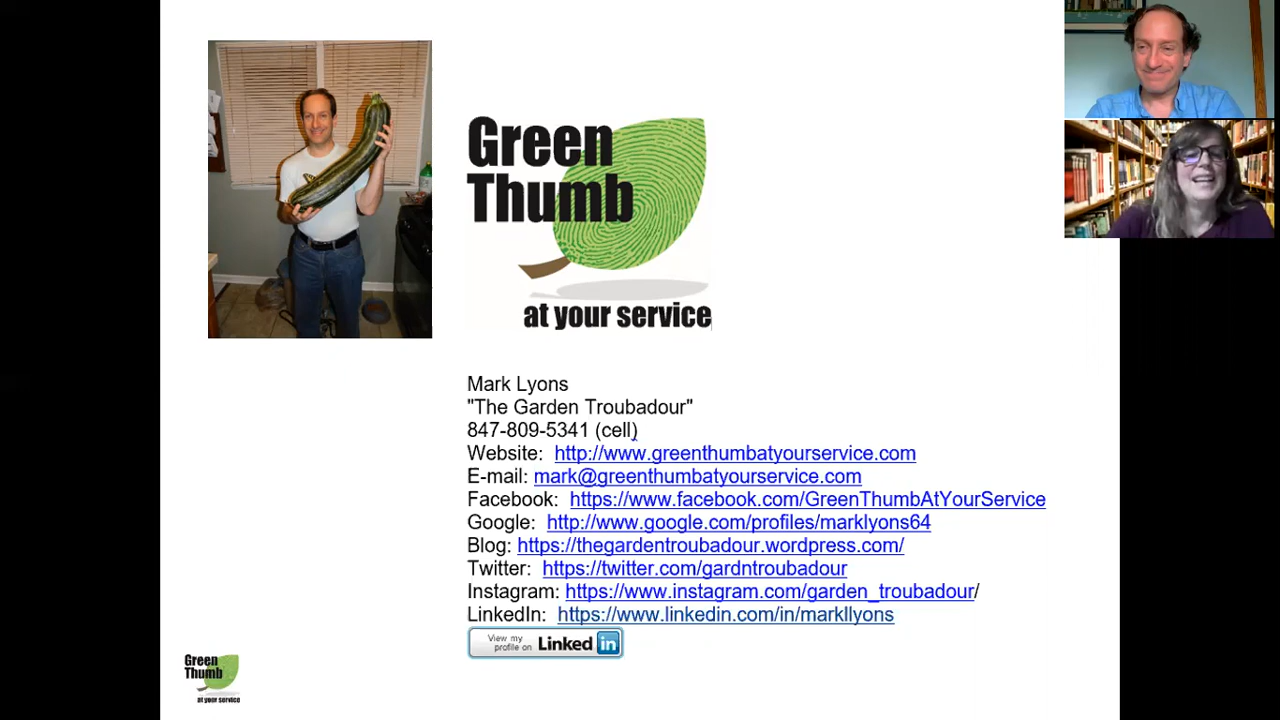 Green
Thumb
at your service
Mark Lyons
"The Garden Troubadour"
847-809-5341 (cell)
Website: http://www.greenthumbatyourservice.com
E-mail: mark@greenthumbatyourservice.com
Facebook: https://www.facebook.com/GreenThumbAtYourService
Google: http://www.google.com/profiles/marklyons64
Blog: https://thegardentroubadour.wordpress.com/
Twitter: https://twitter.com/gardntroubadour
Instagram: https://www.instagram.com/garden_troubadour/
LinkedIn: https://www.linkedin.com/in/markllyons
View my
profile on Linked in
Green
Thumb
at your service